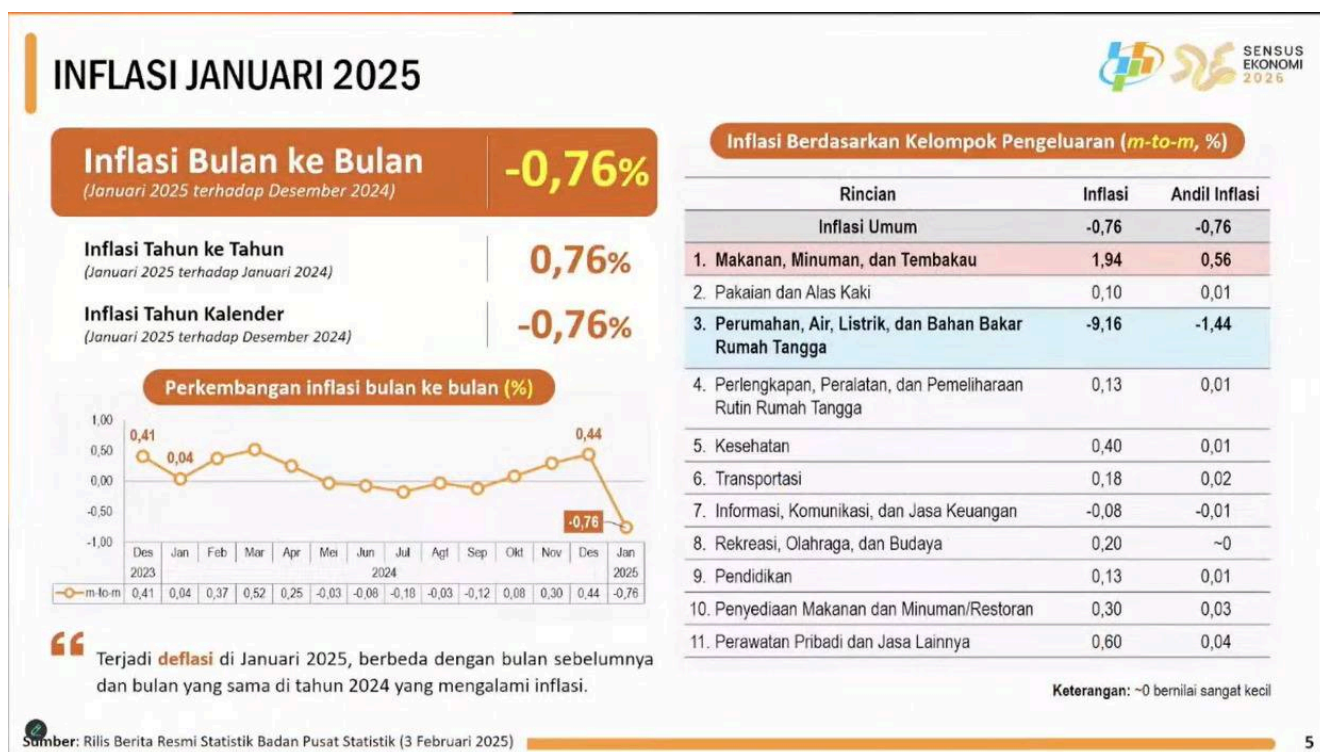 INFLASI JANUARI 2025
SENSUS
EKONOMI
2026
Inflasi Bulan ke Bulan
(Januari 2025 terhadap Desember 2024)
-0,76%
Inflasi Tahun ke Tahun
(Januari 2025 terhadap Januari 2024)
0,76%
Inflasi Tahun Kalender
(Januari 2025 terhadap Desember 2024)
-0,76%
Perkembangan inflasi bulan ke bulan (%)
1,00
0,50
0,00
-0,50
-1,00
0,41
0,04
0,44
-0,76
Des Jan Feb Mar Apr Mei Jun Jul Agt Sep Okt Nov Des Jan
2023 2024 2025
m-to-m 0,41 0,04 0,37 0,52 0,25 -0,03 -0,08 -0,18 -0,03 -0,12 0,08 0,30 0,44 -0,76
Terjadi deflasi di Januari 2025, berbeda dengan bulan sebelumnya
dan bulan yang sama di tahun 2024 yang mengalami inflasi.
Inflasi Berdasarkan Kelompok Pengeluaran (m-to-m, %)
Rincian Inflasi Andil Inflasi
Inflasi Umum -0,76 -0,76
1. Makanan, Minuman, dan Tembakau 1,94 0,56
2. Pakaian dan Alas Kaki 0,10 0,01
3. Perumahan, Air, Listrik, dan Bahan Bakar -9,16 -1,44
Rumah Tangga
4. Perlengkapan, Peralatan, dan Pemeliharaan 0,13 0,01
Rutin Rumah Tangga
5. Kesehatan 0,40 0,01
6. Transportasi 0,18 0,02
7. Informasi, Komunikasi, dan Jasa Keuangan -0,08 -0,01
8. Rekreasi, Olahraga, dan Budaya 0,20 ~0
9. Pendidikan 0,13 0,01
10. Penyediaan Makanan dan Minuman/Restoran 0,30 0,03
11. Perawatan Pribadi dan Jasa Lainnya 0,60 0,04
Keterangan: ~0 bernilai sangat kecil
Sumber: Rilis Berita Resmi Statistik Badan Pusat Statistik (3 Februari 2025)
5